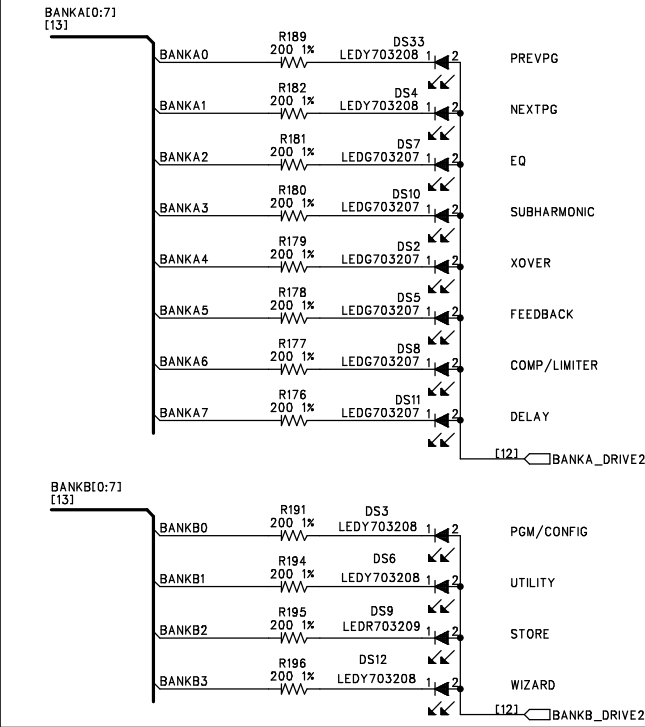 BANKA[0:7]
[13]
BANKA0 R189 200 1% DS33 LEDY703208 1 2 PREVPG
BANKA1 R182 200 1% DS4 LEDY703208 1 2 NEXTPG
BANKA2 R181 200 1% DS7 LEDG703207 1 2 EQ
BANKA3 R180 200 1% DS10 LEDG703207 1 2 SUBHARMONIC
BANKA4 R179 200 1% DS2 LEDG703207 1 2 XOVER
BANKA5 R178 200 1% DS5 LEDG703207 1 2 FEEDBACK
BANKA6 R177 200 1% DS8 LEDG703207 1 2 COMP/LIMITER
BANKA7 R176 200 1% DS11 LEDG703207 1 2 DELAY
[12] BANKA_DRIVE2
BANKB[0:7]
[13]
BANKB0 R191 200 1% DS3 LEDY703208 1 2 PGM/CONFIG
BANKB1 R194 200 1% DS6 LEDY703208 1 2 UTILITY
BANKB2 R195 200 1% DS9 LEDR703209 1 2 STORE
BANKB3 R196 200 1% DS12 LEDY703208 1 2 WIZARD
[12] BANKB_DRIVE2